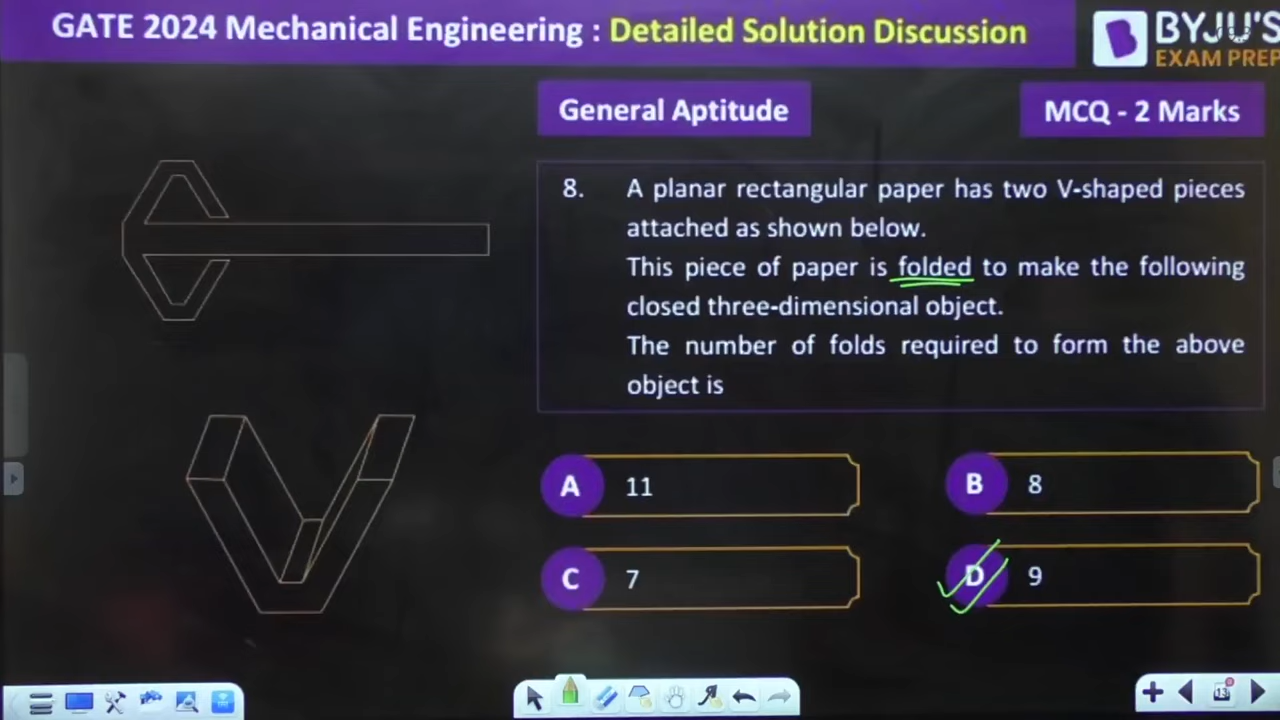 GATE 2024 Mechanical Engineering : Detailed Solution Discussion
BYJU'S
EXAM PREP
General Aptitude
MCQ - 2 Marks
8. A planar rectangular paper has two V-shaped pieces
attached as shown below.
This piece of paper is folded to make the following
closed three-dimensional object.
The number of folds required to form the above
object is
A 11
B 8
C 7
D 9
13